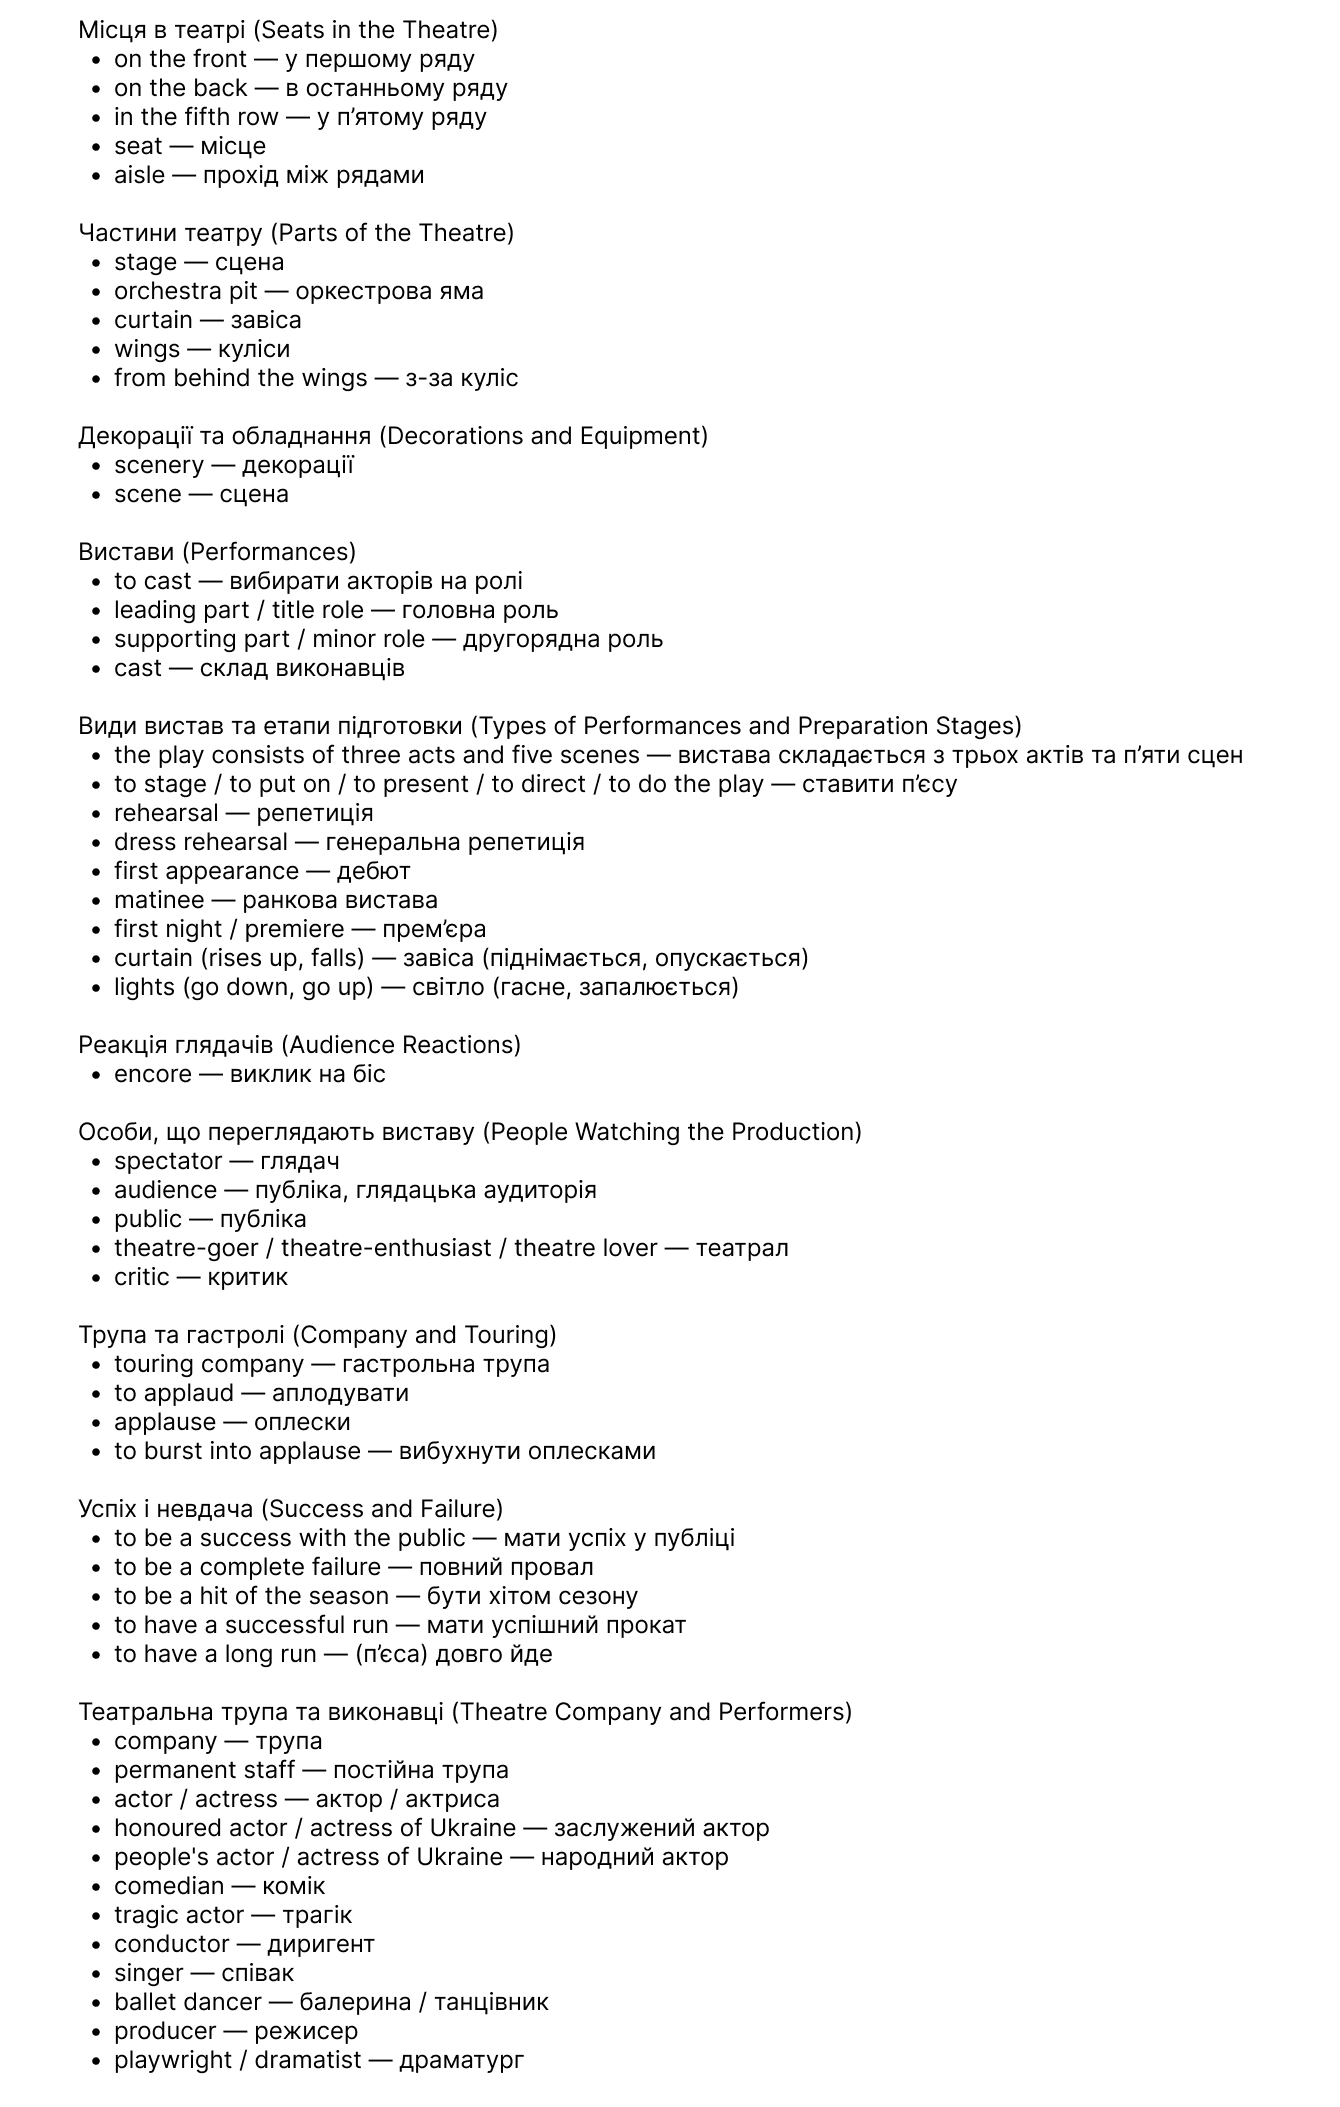 Місця в театрі (Seats in the Theatre)
• on the front — у першому ряду
• on the back — в останньому ряду
• in the fifth row — у п’ятому ряду
• seat — місце
• aisle — прохід між рядами
Частини театру (Parts of the Theatre)
• stage — сцена
• orchestra pit — оркестрова яма
• curtain — завіса
• wings — куліси
• from behind the wings — з-за куліс
Декорації та обладнання (Decorations and Equipment)
• scenery — декорації
• scene — сцена
Вистави (Performances)
• to cast — вибирати акторів на ролі
• leading part / title role — головна роль
• supporting part / minor role — другорядна роль
• cast — склад виконавців
Види вистав та етапи підготовки (Types of Performances and Preparation Stages)
• the play consists of three acts and five scenes — вистава складається з трьох актів та п’яти сцен
• to stage / to put on / to present / to direct / to do the play — ставити п’єсу
• rehearsal — репетиція
• dress rehearsal — генеральна репетиція
• first appearance — дебют
• matinee — ранкова вистава
• first night / premiere — прем’єра
• curtain (rises up, falls) — завіса (піднімається, опускається)
• lights (go down, go up) — світло (гасне, запалюється)
Реакція глядачів (Audience Reactions)
• encore — виклик на біс
Особи, що переглядають виставу (People Watching the Production)
• spectator — глядач
• audience — публіка, глядацька аудиторія
• public — публіка
• theatre-goer / theatre-enthusiast / theatre lover — театрал
• critic — критик
Трупа та гастролі (Company and Touring)
• touring company — гастрольна трупа
• to applaud — аплодувати
• applause — оплески
• to burst into applause — вибухнути оплесками
Успіх і невдача (Success and Failure)
• to be a success with the public — мати успіх у публіці
• to be a complete failure — повний провал
• to be a hit of the season — бути хітом сезону
• to have a successful run — мати успішний прокат
• to have a long run — (п’єса) довго йде
Театральна трупа та виконавці (Theatre Company and Performers)
• company — трупа
• permanent staff — постійна трупа
• actor / actress — актор / актриса
• honoured actor / actress of Ukraine — заслужений актор
• people's actor / actress of Ukraine — народний актор
• comedian — комік
• tragic actor — трагік
• conductor — диригент
• singer — співак
• ballet dancer — балерина / танцівник
• producer — режисер
• playwright / dramatist — драматург